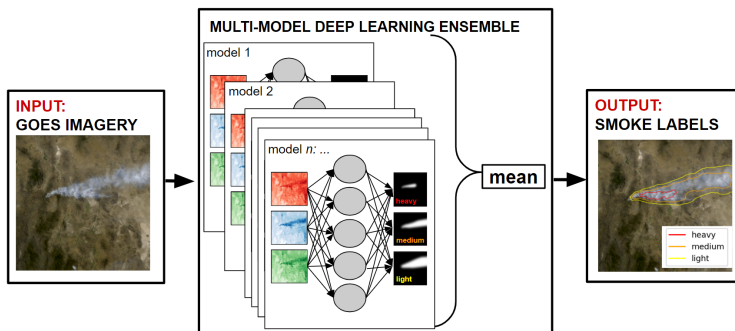 MULTI-MODEL DEEP LEARNING ENSEMBLE
model 1
model 2
model n: ...
heavy
medium
light
INPUT:
GOES IMAGERY
mean
OUTPUT:
SMOKE LABELS
heavy
medium
light